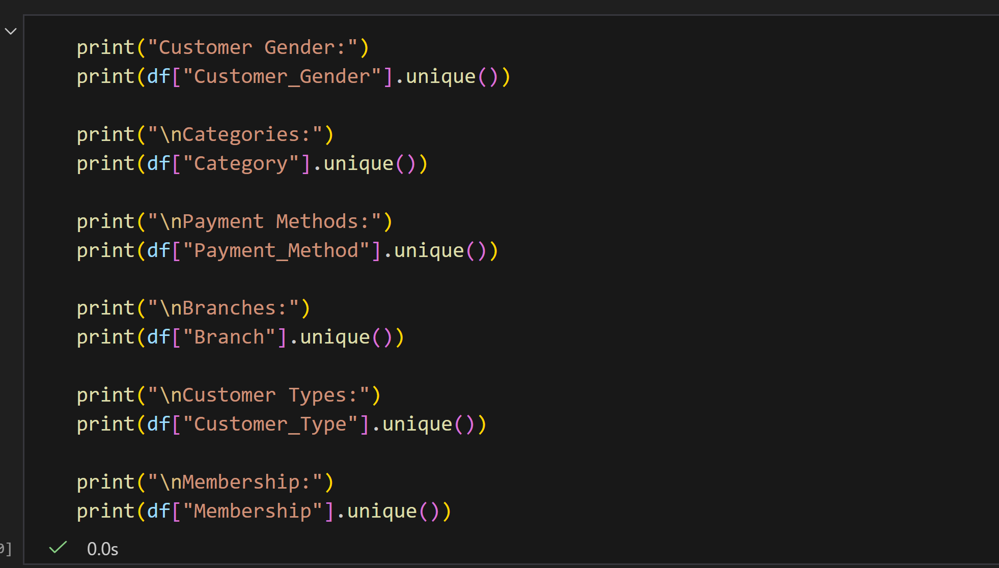 print("Customer Gender:")
print(df["Customer_Gender"].unique())
print("\nCategories:")
print(df["Category"].unique())
print("\nPayment Methods:")
print(df["Payment_Method"].unique())
print("\nBranches:")
print(df["Branch"].unique())
print("\nCustomer Types:")
print(df["Customer_Type"].unique())
print("\nMembership:")
print(df["Membership"].unique())
0] 0.0s